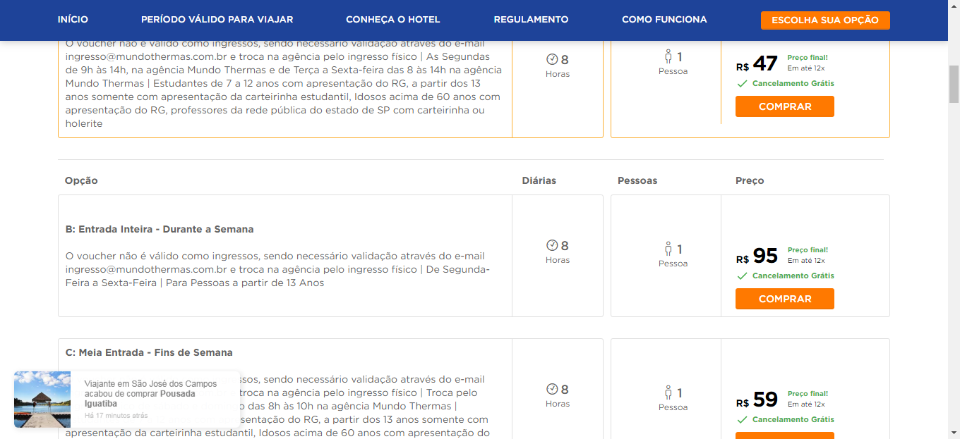 INÍCIO PERÍODO VÁLIDO PARA VIAJAR CONHEÇA O HOTEL REGULAMENTO COMO FUNCIONA ESCOLHA SUA OPÇÃO
O voucher não é válido como ingressos, sendo necessário validação através do e-mail
ingresso@mundothermas.com.br e troca na agência pelo ingresso físico | As Segundas
de 9h às 14h, na agência Mundo Thermas e de Terça a Sexta-feira das 8 às 14h na agência
Mundo Thermas | Estudantes de 7 a 12 anos com apresentação do RG, a partir dos 13
anos somente com apresentação da carteirinha estudantil, Idosos acima de 60 anos com
apresentação do RG, professores da rede pública do estado de SP com carteirinha ou
holerite
8
Horas
1
Pessoa
R$ 47
Preço final!
Em até 12x
Cancelamento Grátis
COMPRAR
Opção Diárias Pessoas Preço
B: Entrada Inteira - Durante a Semana
O voucher não é válido como ingressos, sendo necessário validação através do e-mail
ingresso@mundothermas.com.br e troca na agência pelo ingresso físico | De Segunda-
Feira a Sexta-Feira | Para Pessoas a partir de 13 Anos
8
Horas
1
Pessoa
R$ 95
Preço final!
Em até 12x
Cancelamento Grátis
COMPRAR
C: Meia Entrada - Fins de Semana
ssos, sendo necessário validação através do e-mail
ingresso físico | Troca pelo
o das 8h às 10h na agência Mundo Thermas |
sentação do RG, a partir dos 13 anos somente com
apresentação da carteirinha estudantil, Idosos acima de 60 anos com apresentação do
8
Horas
1
Pessoa
R$ 59
Preço final!
Em até 12x
Cancelamento Grátis
Viajante em São José dos Campos
acabou de comprar Pousada
Iguatiba
Há 17 minutos atrás